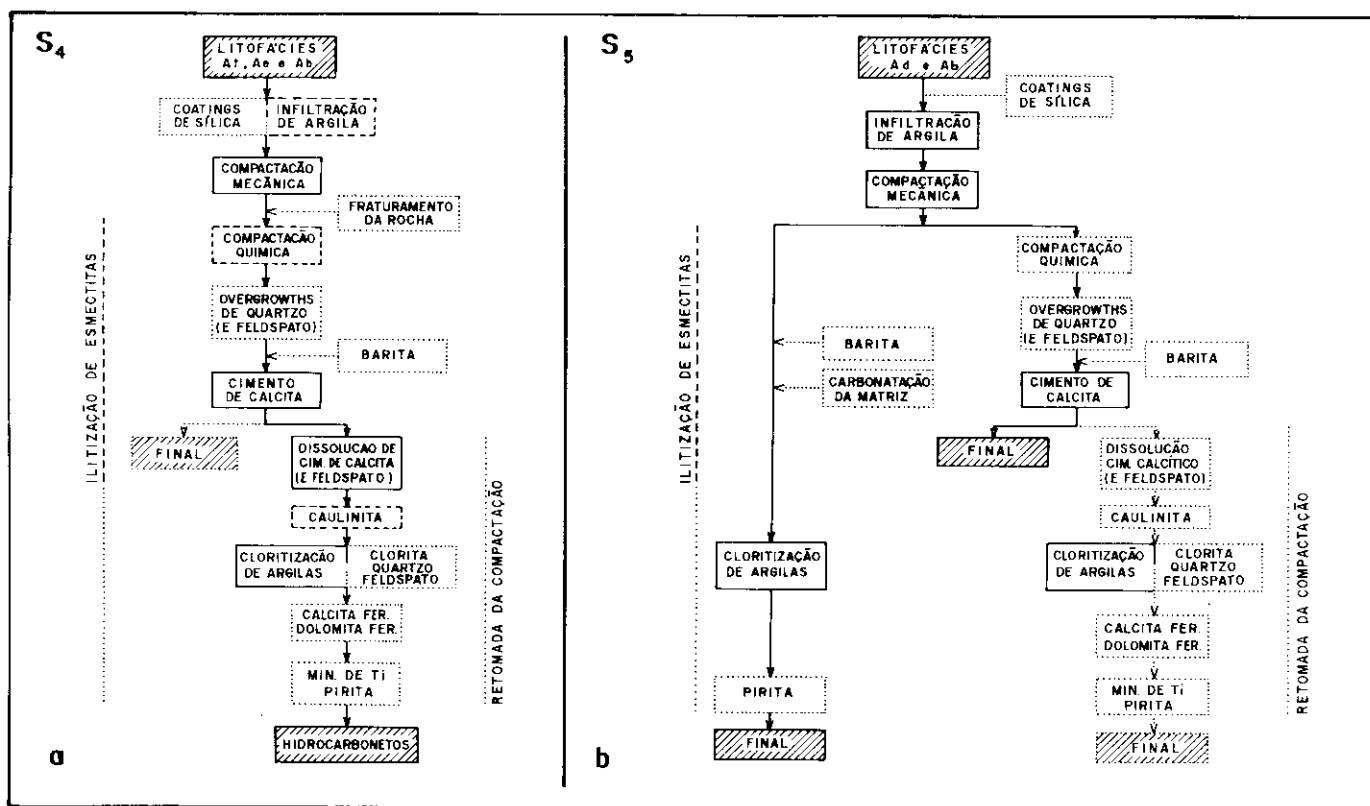 S4
LITOFÁCIES
Af, Ae e Ab
COATINGS
DE SÍLICA
INFILTRAÇÃO
DE ARGILA
COMPACTAÇÃO
MECÂNICA
FRATURAMENTO
DA ROCHA
COMPACTAÇÃO
QUÍMICA
OVERGROWTHS
DE QUARTZO
(E FELDSPATO)
BARITA
CIMENTO
DE CALCITA
FINAL
DISSOLUCÃO DE
CIM. DE CALCITA
(E FELDSPATO)
CAULINITA
CLORITIZAÇÃO
DE ARGILAS
CLORITA
QUARTZO
FELDSPATO
CALCITA FER.
DOLOMITA FER.
MIN. DE Ti
PIRITA
HIDROCARBONETOS
ILITIZAÇÃO DE ESMECTITAS
RETOMADA DA COMPACTAÇÃO
a
S5
LITOFÁCIES
Ad e Ab
COATINGS
DE SÍLICA
INFILTRAÇÃO
DE ARGILA
COMPACTAÇÃO
MECÂNICA
COMPACTAÇÃO
QUÍMICA
OVERGROWTHS
DE QUARTZO
(E FELDSPATO)
BARITA
BARITA
CARBONATAÇÃO
DA MATRIZ
CIMENTO DE
CALCITA
FINAL
DISSOLUCÃO
CIM. CALCÍTICO
(E FELDSPATO)
CAULINITA
CLORITIZAÇÃO
DE ARGILAS
CLORITIZAÇÃO
DE ARGILAS
CLORITA
QUARTZO
FELDSPATO
CALCITA FER.
DOLOMITA FER.
PIRITA
MIN. DE Ti
PIRITA
FINAL
FINAL
ILITIZAÇÃO DE ESMECTITAS
RETOMADA DA COMPACTAÇÃO
b